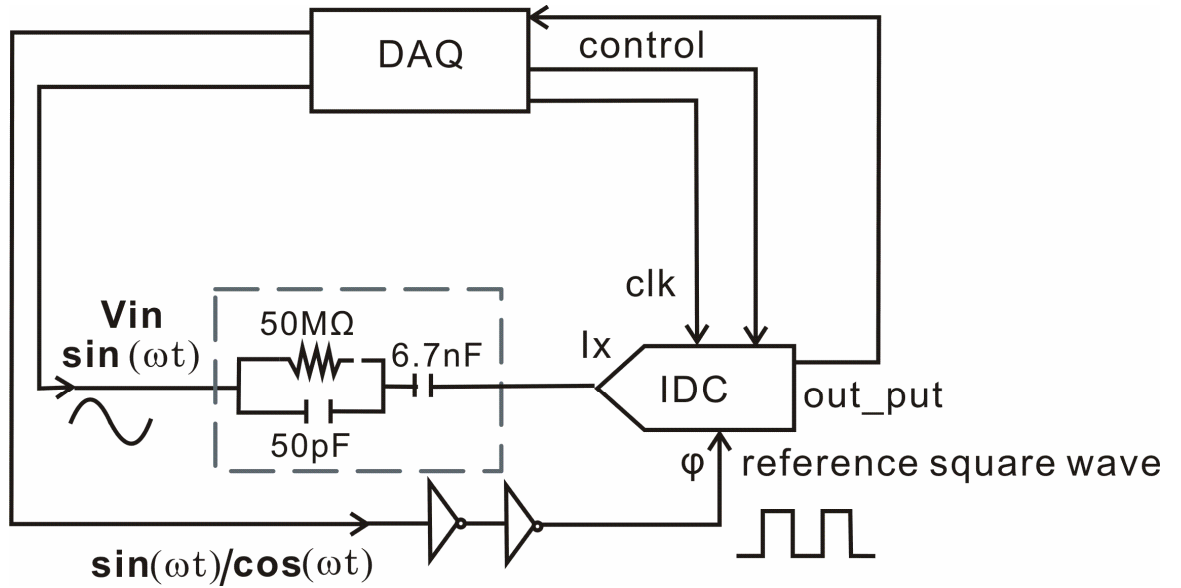 DAQ
control
clk
Vin
sin(ωt)
50MΩ
6.7nF
50pF
Ix
IDC
out_put
φ reference square wave
sin(ωt)/cos(ωt)